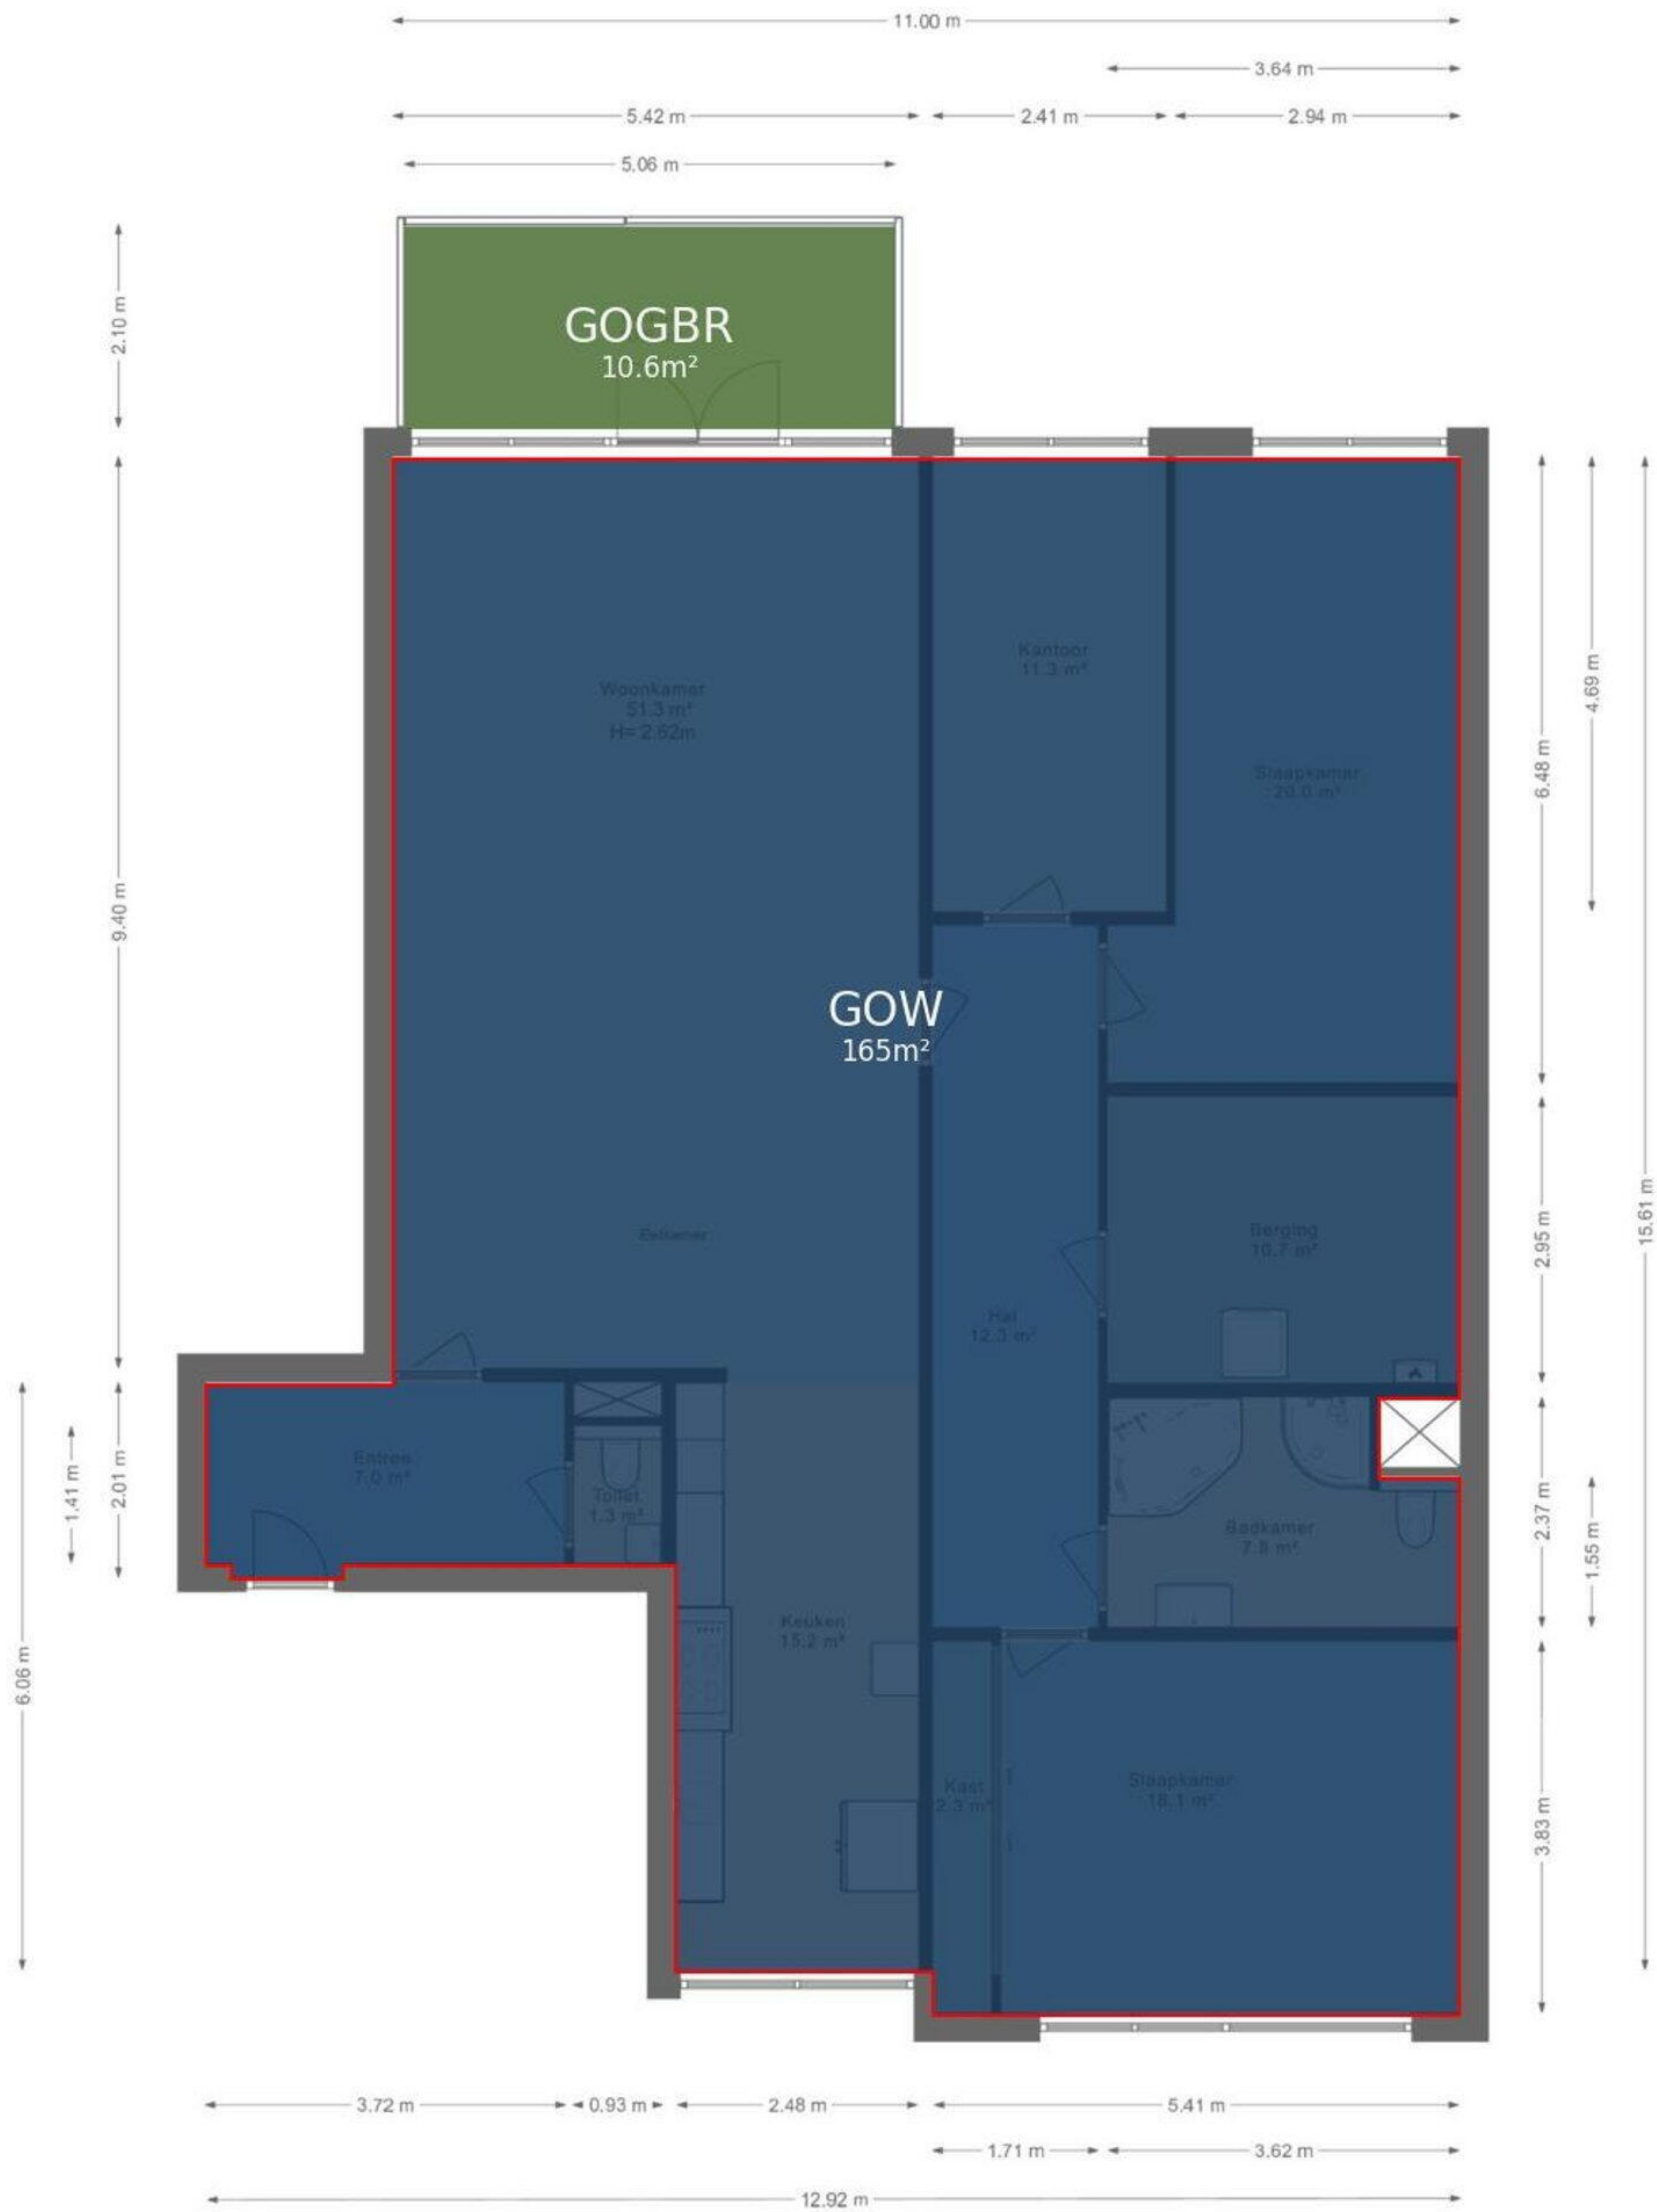 11.00 m
3.64 m
5.42 m
2.41 m
2.94 m
5.06 m
2.10 m
GOGBR
10.6m²
9.40 m
Woonkamer
51.3 m²
H= 2.62m
Kantoor
11.3 m²
Slaapkamer
20.0 m²
4.69 m
6.48 m
15.61 m
GOW
165m²
Eetkamer
Hal
12.3 m²
Berging
10.7 m²
2.95 m
Entree
7.0 m²
Toilet
1.3 m²
1.41 m
2.01 m
6.06 m
Badkamer
7.8 m²
2.37 m
1.55 m
Keuken
15.2 m²
Kast
2.3 m²
Slaapkamer
18.1 m²
3.83 m
3.72 m
0.93 m
2.48 m
5.41 m
1.71 m
3.62 m
12.92 m